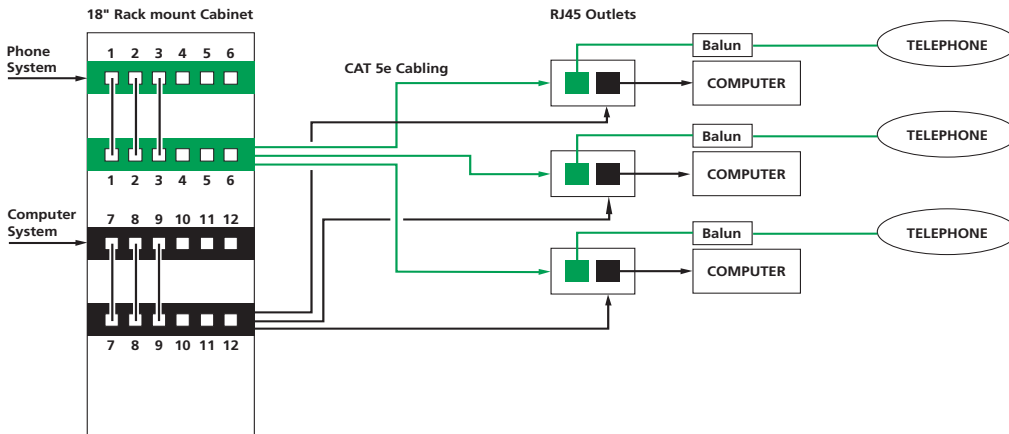 18" Rack mount Cabinet
RJ45 Outlets
Phone
System
1 2 3 4 5 6
CAT 5e Cabling
Balun
TELEPHONE
COMPUTER
1 2 3 4 5 6
Balun
TELEPHONE
COMPUTER
Computer
System
7 8 9 10 11 12
Balun
TELEPHONE
COMPUTER
7 8 9 10 11 12